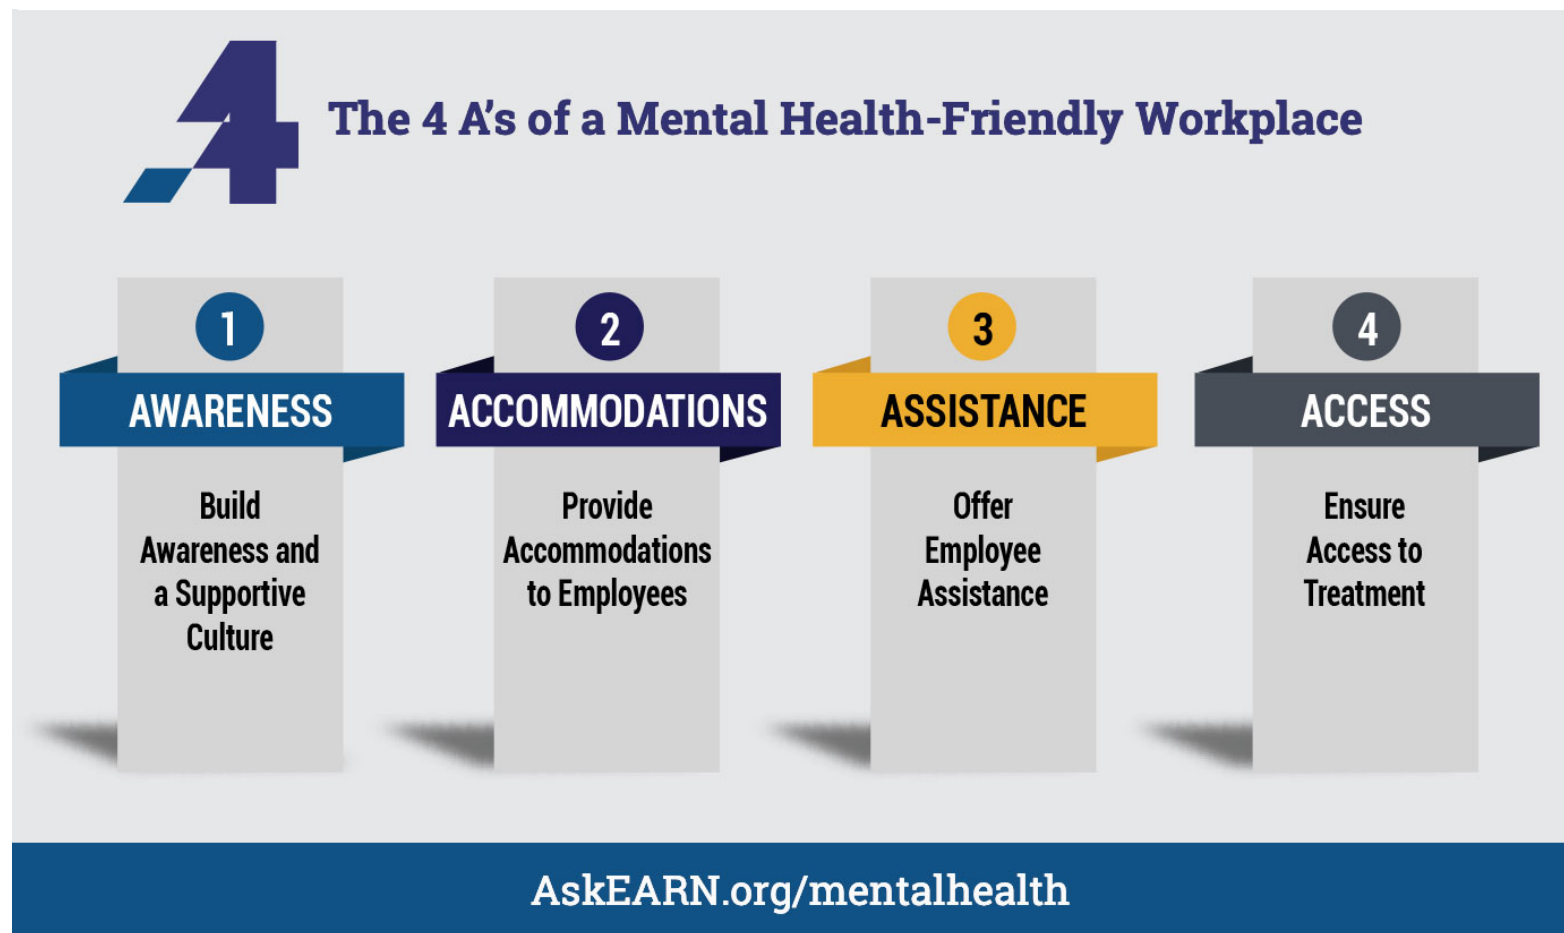 The 4 A's of a Mental Health-Friendly Workplace
1
AWARENESS
Build
Awareness and
a Supportive
Culture
2
ACCOMMODATIONS
Provide
Accommodations
to Employees
3
ASSISTANCE
Offer
Employee
Assistance
4
ACCESS
Ensure
Access to
Treatment
AskEARN.org/mentalhealth